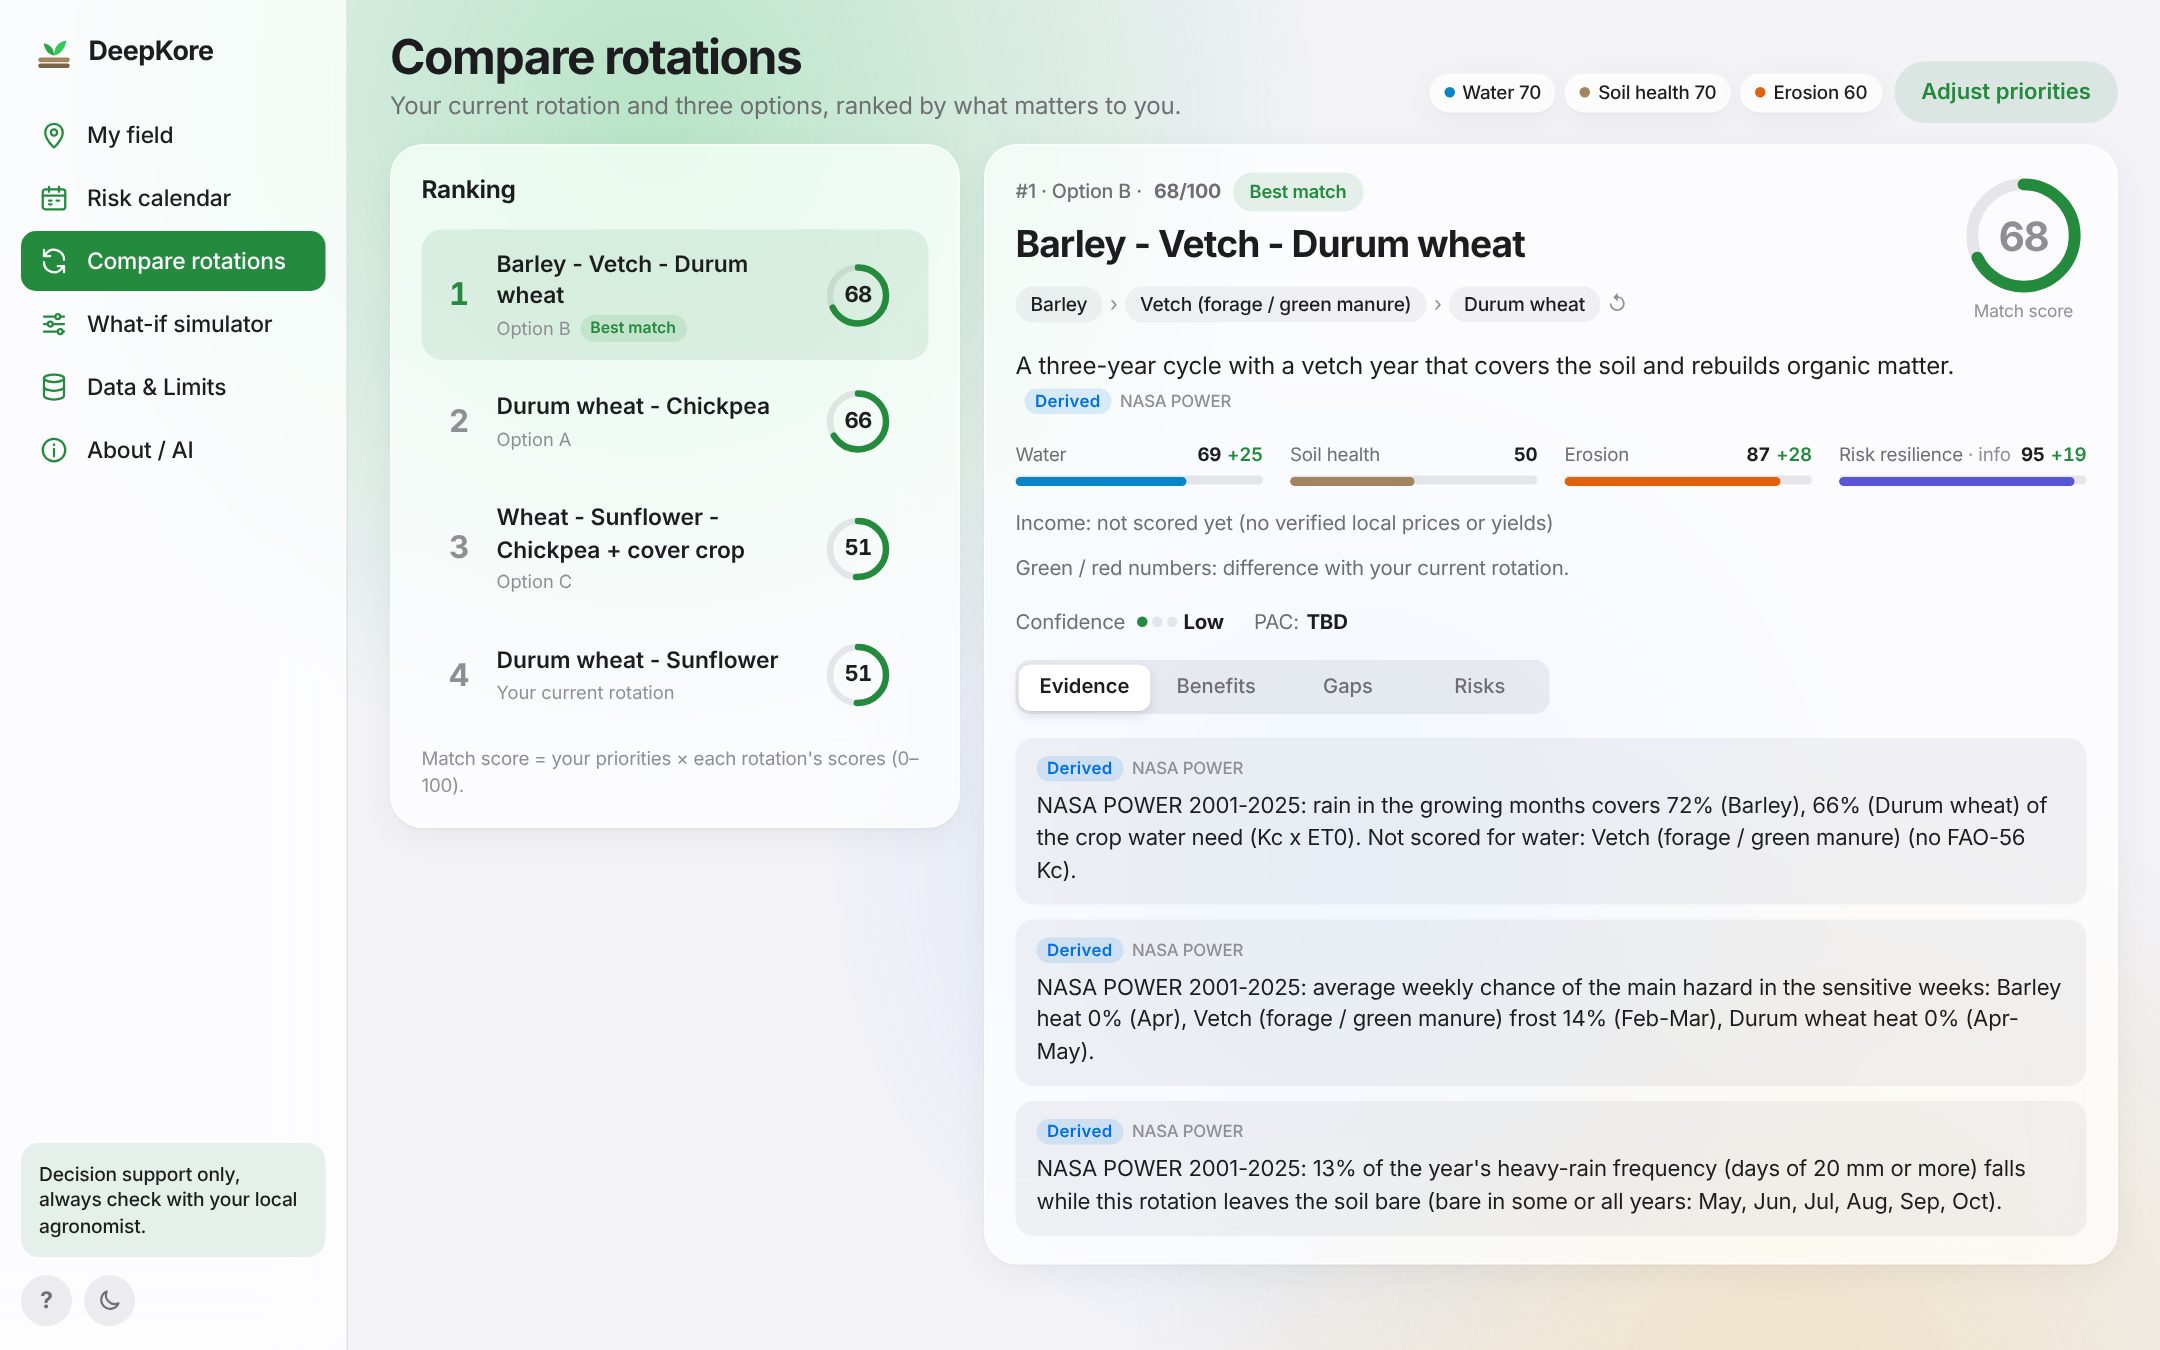 DeepKore
My field
Risk calendar
Compare rotations
What-if simulator
Data & Limits
About / AI
Decision support only,
always check with your local
agronomist.
?
Compare rotations
Your current rotation and three options, ranked by what matters to you.
Water 70
Soil health 70
Erosion 60
Adjust priorities
Ranking
1
Barley - Vetch - Durum
wheat
Option B Best match
68
2
Durum wheat - Chickpea
Option A
66
3
Wheat - Sunflower -
Chickpea + cover crop
Option C
51
4
Durum wheat - Sunflower
Your current rotation
51
Match score = your priorities × each rotation's scores (0–
100).
#1 · Option B · 68/100 Best match
Barley - Vetch - Durum wheat
Barley › Vetch (forage / green manure) › Durum wheat
68
Match score
A three-year cycle with a vetch year that covers the soil and rebuilds organic matter.
Derived NASA POWER
Water 69 +25
Soil health 50
Erosion 87 +28
Risk resilience · info 95 +19
Income: not scored yet (no verified local prices or yields)
Green / red numbers: difference with your current rotation.
Confidence Low PAC: TBD
Evidence Benefits Gaps Risks
Derived NASA POWER
NASA POWER 2001-2025: rain in the growing months covers 72% (Barley), 66% (Durum wheat) of
the crop water need (Kc x ET0). Not scored for water: Vetch (forage / green manure) (no FAO-56
Kc).
Derived NASA POWER
NASA POWER 2001-2025: average weekly chance of the main hazard in the sensitive weeks: Barley
heat 0% (Apr), Vetch (forage / green manure) frost 14% (Feb-Mar), Durum wheat heat 0% (Apr-
May).
Derived NASA POWER
NASA POWER 2001-2025: 13% of the year's heavy-rain frequency (days of 20 mm or more) falls
while this rotation leaves the soil bare (bare in some or all years: May, Jun, Jul, Aug, Sep, Oct).